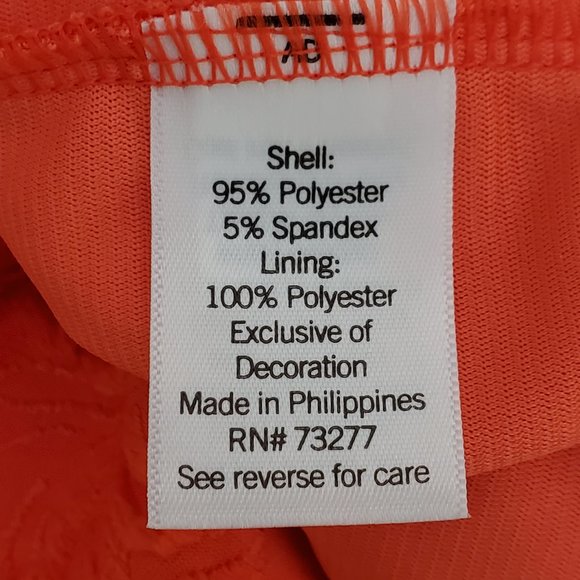 Shell:
95% Polyester
5% Spandex
Lining:
100% Polyester
Exclusive of
Decoration
Made in Philippines
RN# 73277
See reverse for care